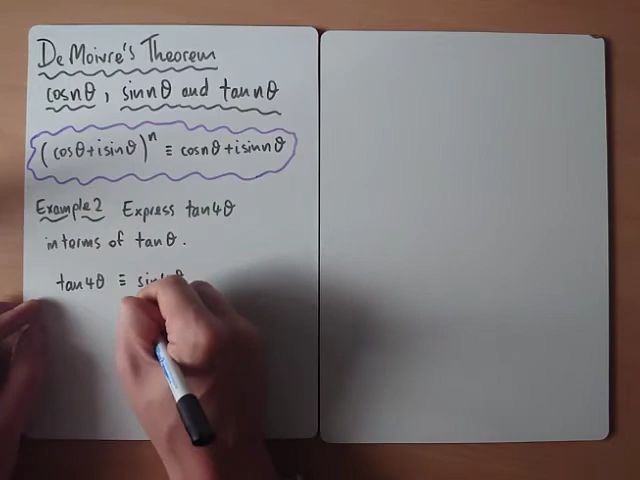 De Moivre's Theorem
cosnθ, sinnθ and tannθ
(cosθ+isinθ)ⁿ ≡ cosnθ+isinnθ
Example 2 Express tan4θ
in terms of tanθ.
tan4θ ≡